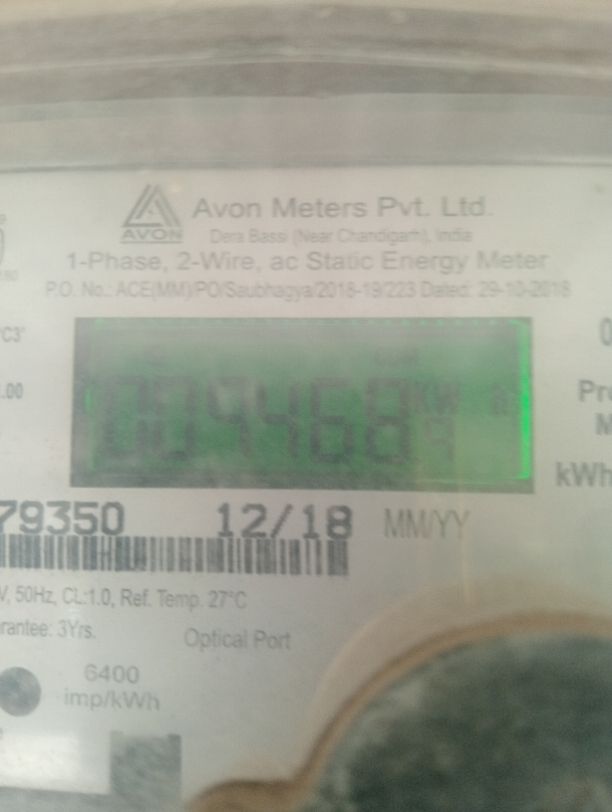 Avon Meters Pvt. Ltd.
AVON
Dera Bassi (Near Chandigarh), India
1-Phase, 2-Wire, ac Static Energy Meter
P.O. No.: ACE(MM)/PO/Saubhagya/2018-19/223 Dated: 29-10-2018
.00
kWh
79350 12/18 MM/YY
V, 50Hz, CL:1.0, Ref. Temp. 27°C
rantee: 3Yrs.
Optical Port
6400
imp/kWh